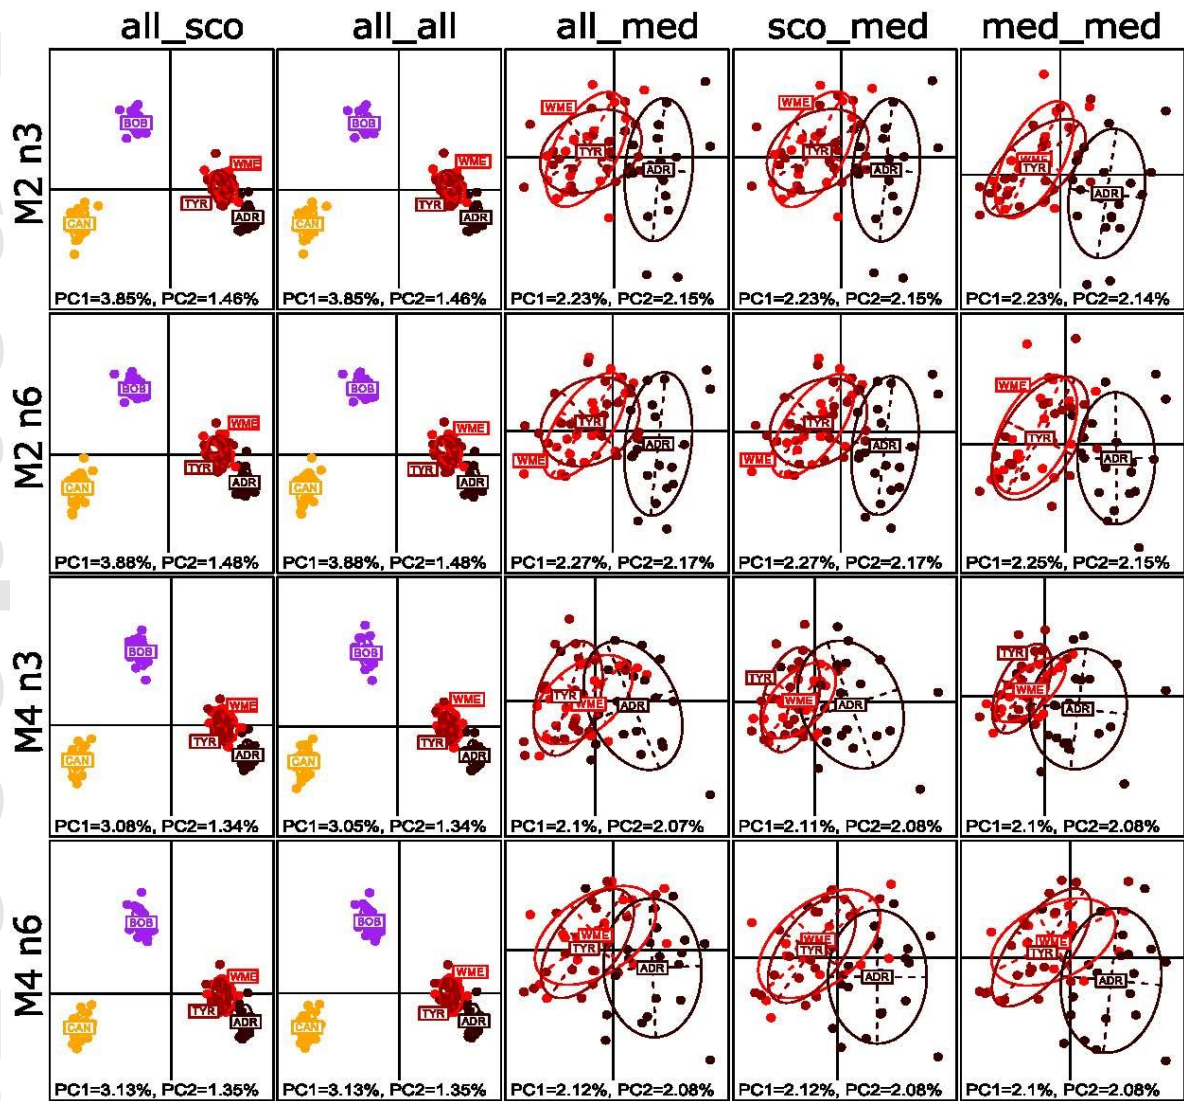 all_sco all_all all_med sco_med med_med
M2 n3
BOB WME TYR ADR CAN
PC1=3.85%, PC2=1.46%
BOB WME TYR ADR CAN
PC1=3.85%, PC2=1.46%
WME TYR ADR
PC1=2.23%, PC2=2.15%
WME TYR ADR
PC1=2.23%, PC2=2.15%
WME TYR ADR
PC1=2.23%, PC2=2.14%
M2 n6
BOB WME TYR ADR CAN
PC1=3.88%, PC2=1.48%
BOB WME TYR ADR CAN
PC1=3.88%, PC2=1.48%
TYR ADR WME
PC1=2.27%, PC2=2.17%
TYR ADR WME
PC1=2.27%, PC2=2.17%
WME TYR ADR
PC1=2.25%, PC2=2.15%
M4 n3
BOB WME TYR ADR CAN
PC1=3.08%, PC2=1.34%
BOB WME TYR ADR CAN
PC1=3.05%, PC2=1.34%
TYR WME ADR
PC1=2.1%, PC2=2.07%
TYR WME ADR
PC1=2.11%, PC2=2.08%
TYR WME ADR
PC1=2.1%, PC2=2.08%
M4 n6
BOB WME TYR ADR CAN
PC1=3.13%, PC2=1.35%
BOB WME TYR ADR CAN
PC1=3.13%, PC2=1.35%
WME TYR ADR
PC1=2.12%, PC2=2.08%
WME TYR ADR
PC1=2.12%, PC2=2.08%
WME TYR ADR
PC1=2.1%, PC2=2.08%